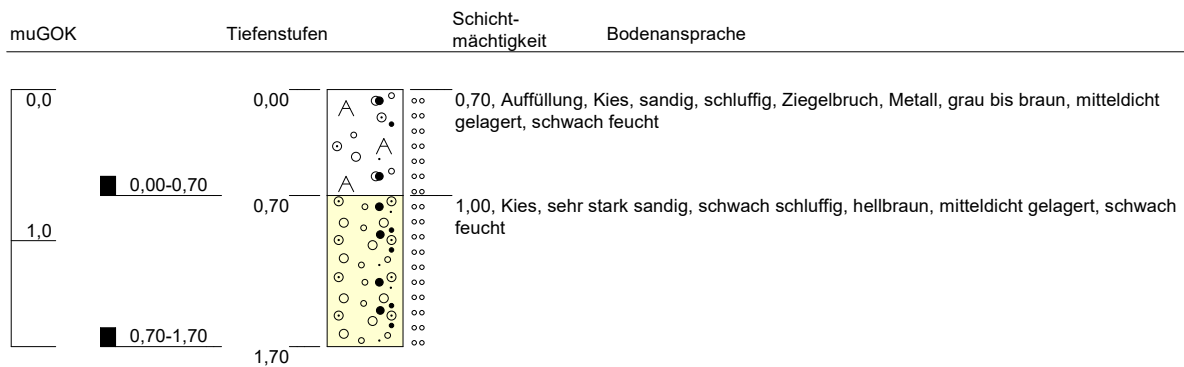 muGOK Tiefenstufen Schicht-
mächtigkeit Bodenansprache
0,0 0,00 0,70, Auffüllung, Kies, sandig, schluffig, Ziegelbruch, Metall, grau bis braun, mitteldicht
gelagert, schwach feucht
0,00-0,70
0,70 1,00, Kies, sehr stark sandig, schwach schluffig, hellbraun, mitteldicht gelagert, schwach
feucht
1,0
0,70-1,70
1,70